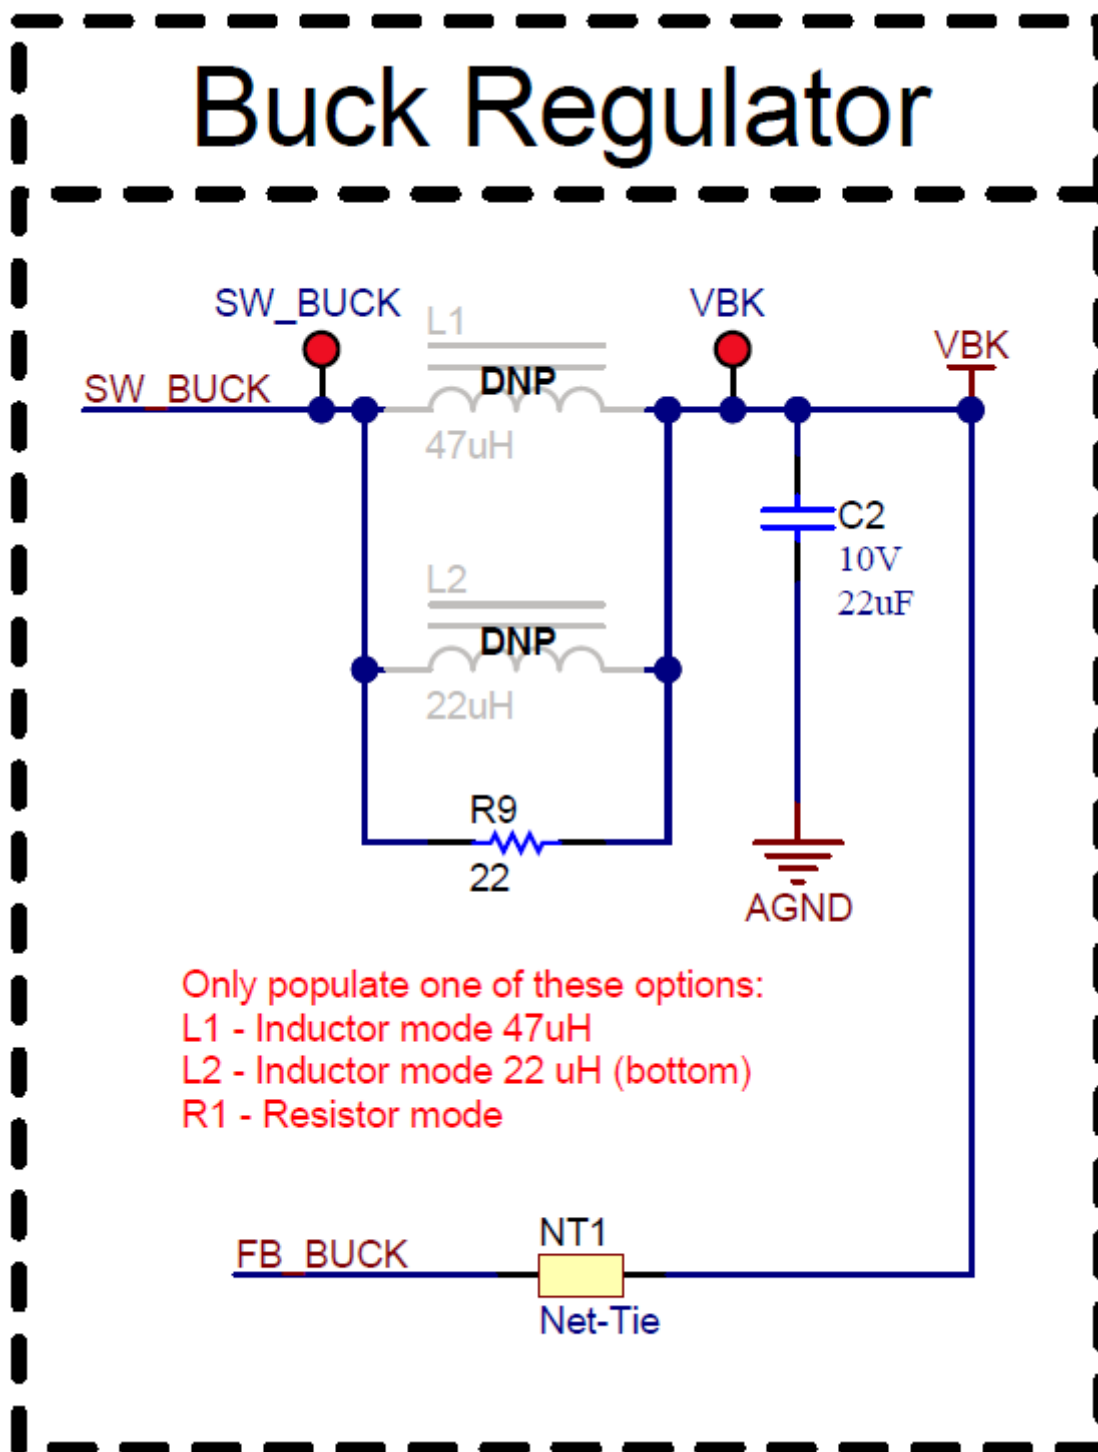 Buck Regulator
SW_BUCK
L1
VBK
VBK
SW_BUCK
DNP
47uH
C2
10V
22uF
L2
DNP
22uH
R9
22
AGND
Only populate one of these options:
L1 - Inductor mode 47uH
L2 - Inductor mode 22 uH (bottom)
R1 - Resistor mode
NT1
FB_BUCK
Net-Tie